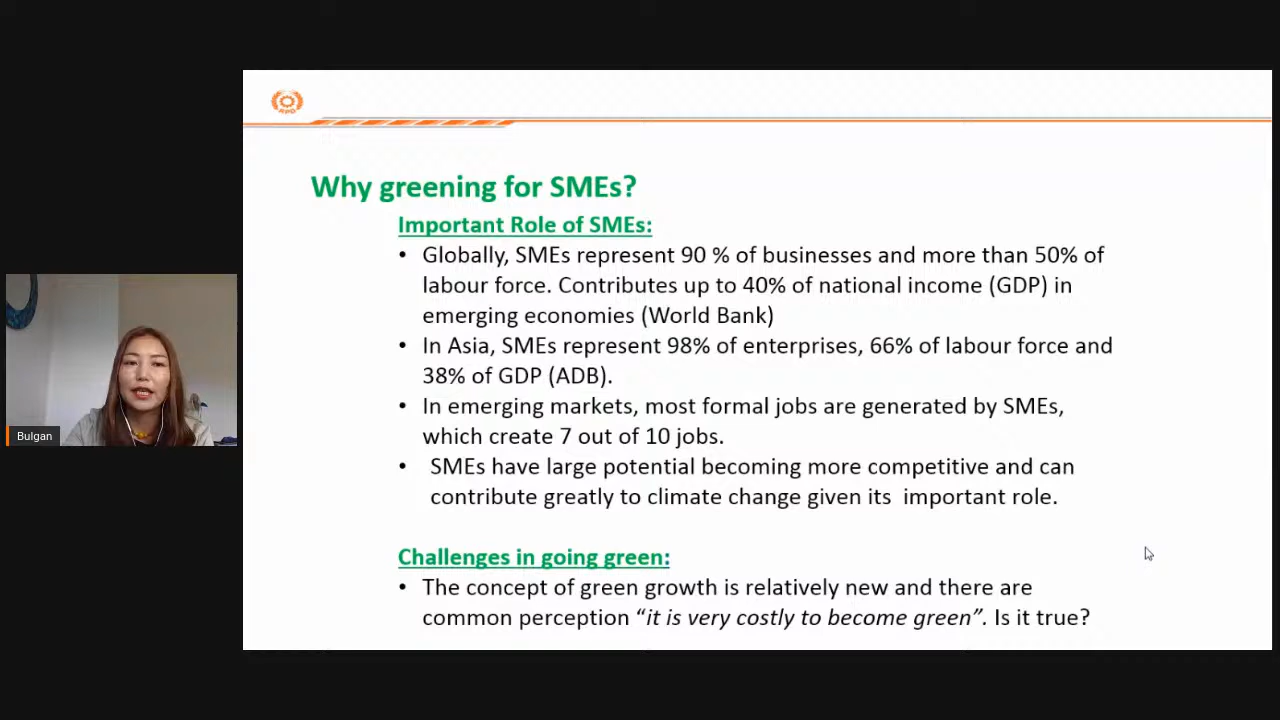 Why greening for SMEs?
Important Role of SMEs:
• Globally, SMEs represent 90 % of businesses and more than 50% of
labour force. Contributes up to 40% of national income (GDP) in
emerging economies (World Bank)
• In Asia, SMEs represent 98% of enterprises, 66% of labour force and
38% of GDP (ADB).
• In emerging markets, most formal jobs are generated by SMEs,
which create 7 out of 10 jobs.
• SMEs have large potential becoming more competitive and can
contribute greatly to climate change given its important role.
Challenges in going green:
• The concept of green growth is relatively new and there are
common perception “it is very costly to become green”. Is it true?
Bulgan